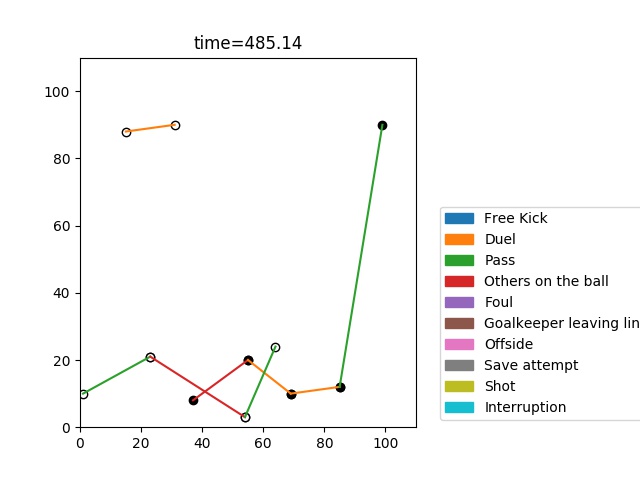 time=485.14
100
80
60
40
20
0
0 20 40 60 80 100
Free Kick
Duel
Pass
Others on the ball
Foul
Goalkeeper leaving lin
Offside
Save attempt
Shot
Interruption